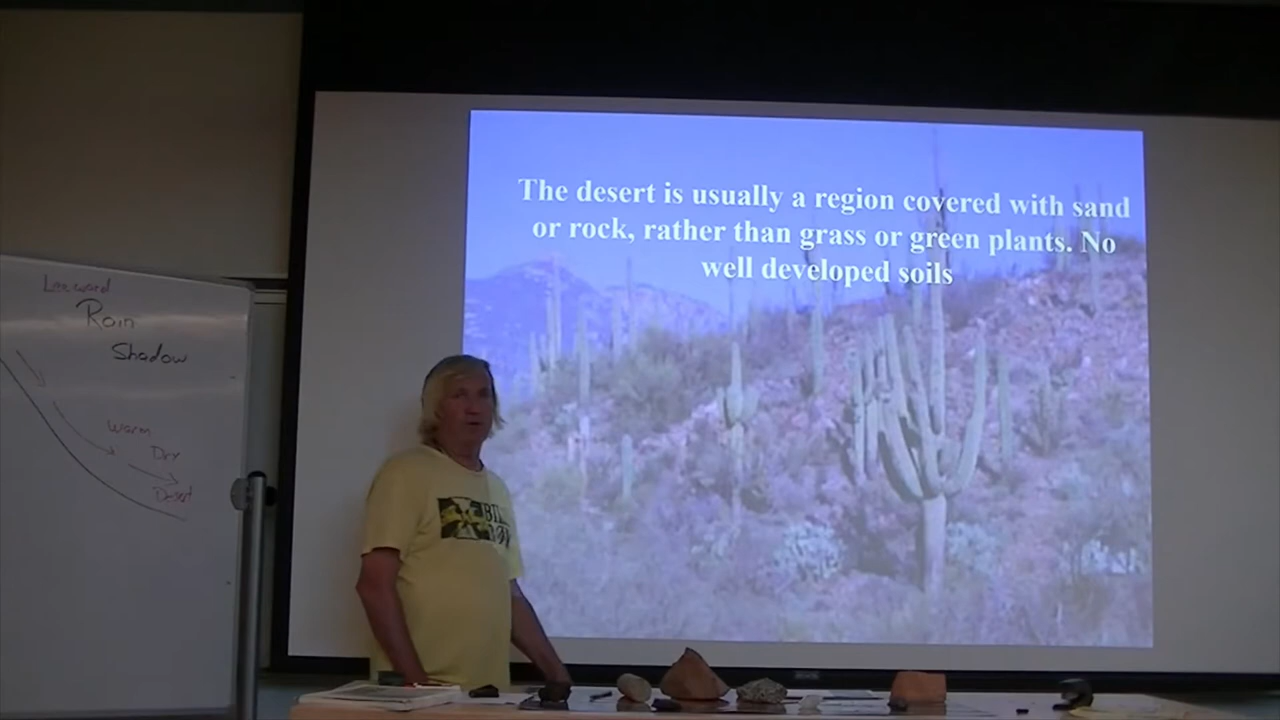 Leeward
Rain
Shadow
Warm
Dry
Desert
The desert is usually a region covered with sand
or rock, rather than grass or green plants. No
well developed soils